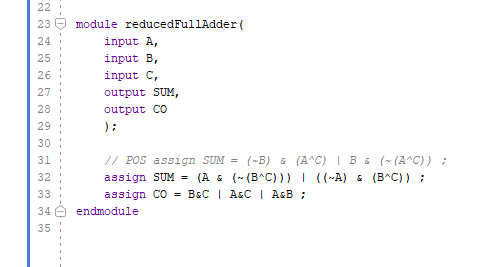 22
23 module reducedFullAdder(
24 input A,
25 input B,
26 input C,
27 output SUM,
28 output CO
29 );
30
31 // POS assign SUM = (~B) & (A^C) | B & (~(A^C)) ;
32 assign SUM = (A & (~(B^C))) | ((~A) & (B^C)) ;
33 assign CO = B&C | A&C | A&B ;
34 endmodule
35